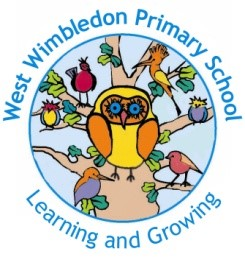 West Wimbledon Primary School
Learning and Growing